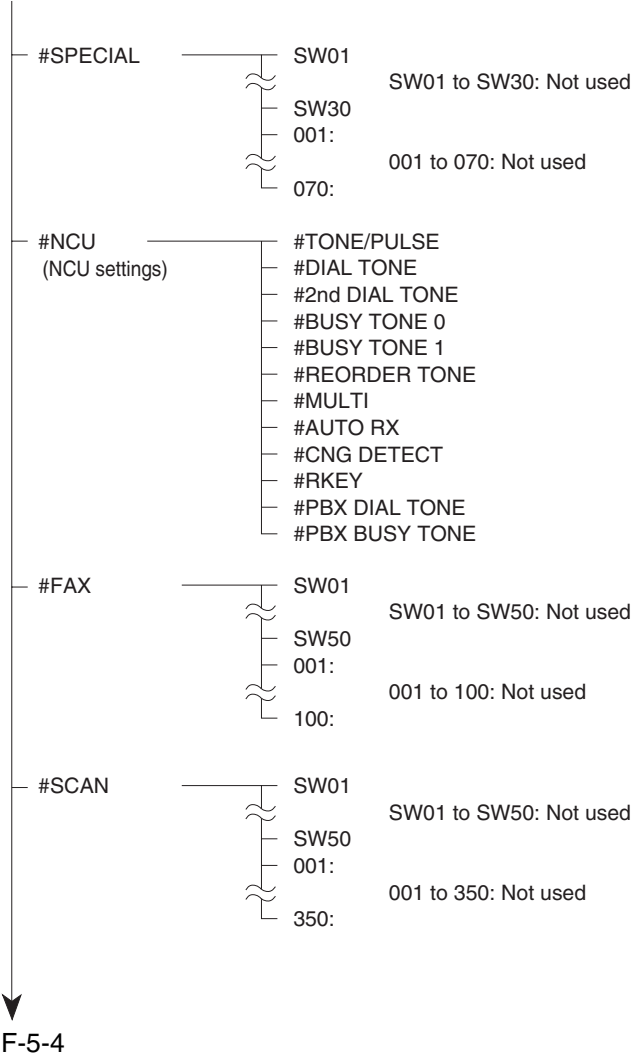 #SPECIAL SW01
SW01 to SW30: Not used
SW30
001:
001 to 070: Not used
070:
#NCU #TONE/PULSE
(NCU settings) #DIAL TONE
#2nd DIAL TONE
#BUSY TONE 0
#BUSY TONE 1
#REORDER TONE
#MULTI
#AUTO RX
#CNG DETECT
#RKEY
#PBX DIAL TONE
#PBX BUSY TONE
#FAX SW01
SW01 to SW50: Not used
SW50
001:
001 to 100: Not used
100:
#SCAN SW01
SW01 to SW50: Not used
SW50
001:
001 to 350: Not used
350:
F-5-4